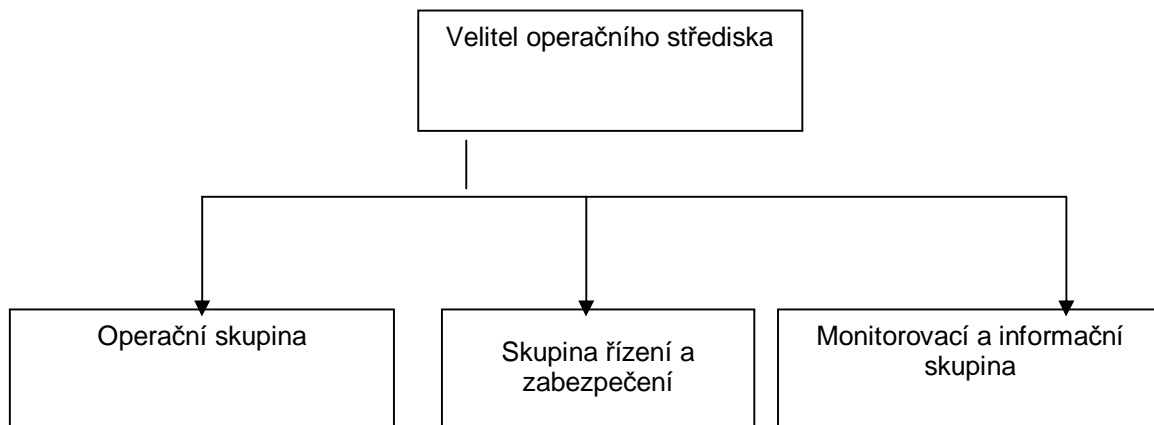 Velitel operačního střediska
Operační skupina
Skupina řízení a
zabezpečení
Monitorovací a informační
skupina